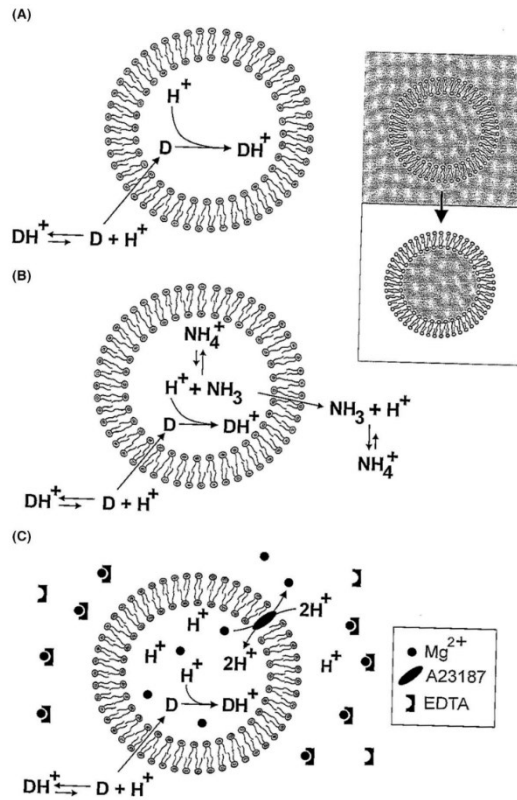 (A)
H+
D → DH+
DH+ ⇌ D + H+
(B)
NH4+
H+ + NH3
NH3 + H+
D → DH+
NH4+
DH+ ⇌ D + H+
(C)
2H+
H+
Mg2+
H+
2H+
H+
A23187
H+
EDTA
D → DH+
DH+ ⇌ D + H+